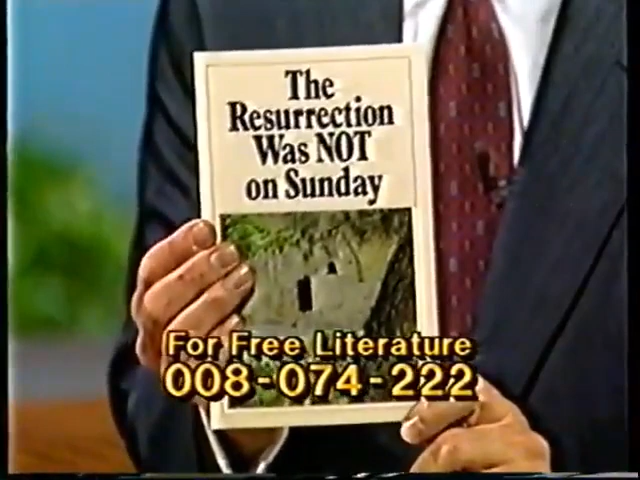 The
Resurrection
Was NOT
on Sunday
For Free Literature
008-074-222